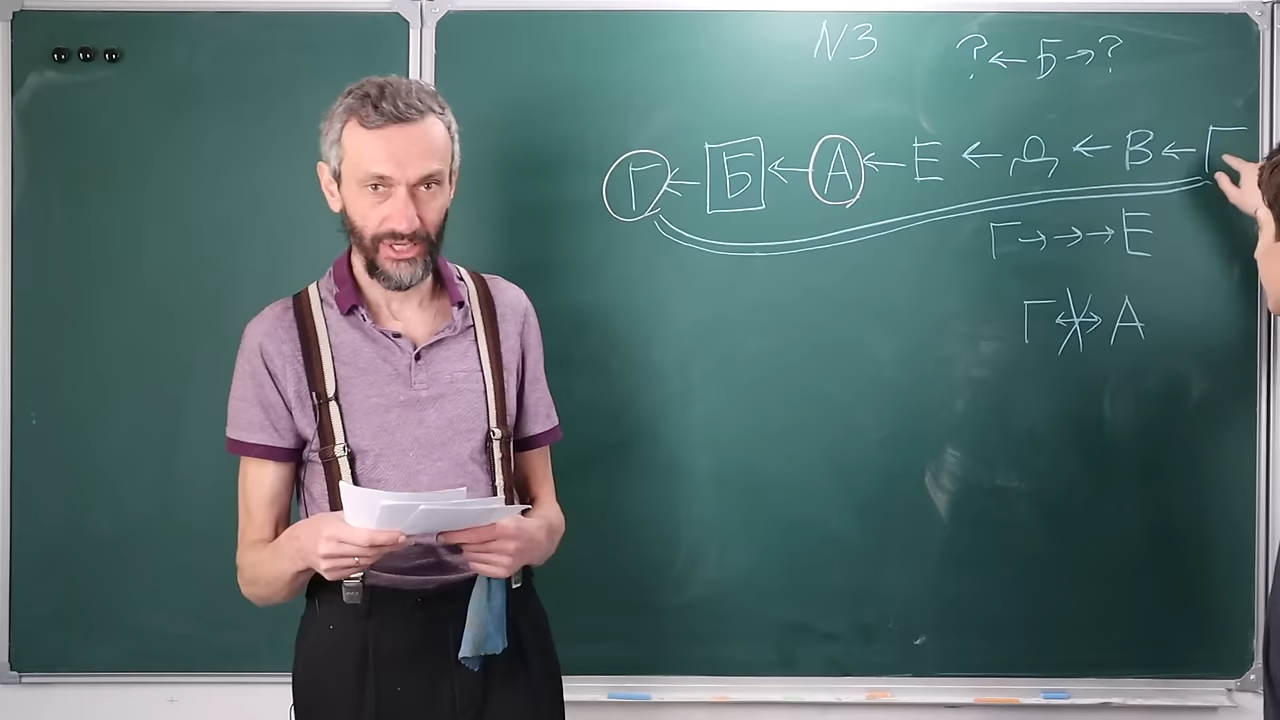 N3
? ← Б → ?
Г ← Б ← А ← Е ← Д ← В ← Г
Г → → → Е
Г ↔ А